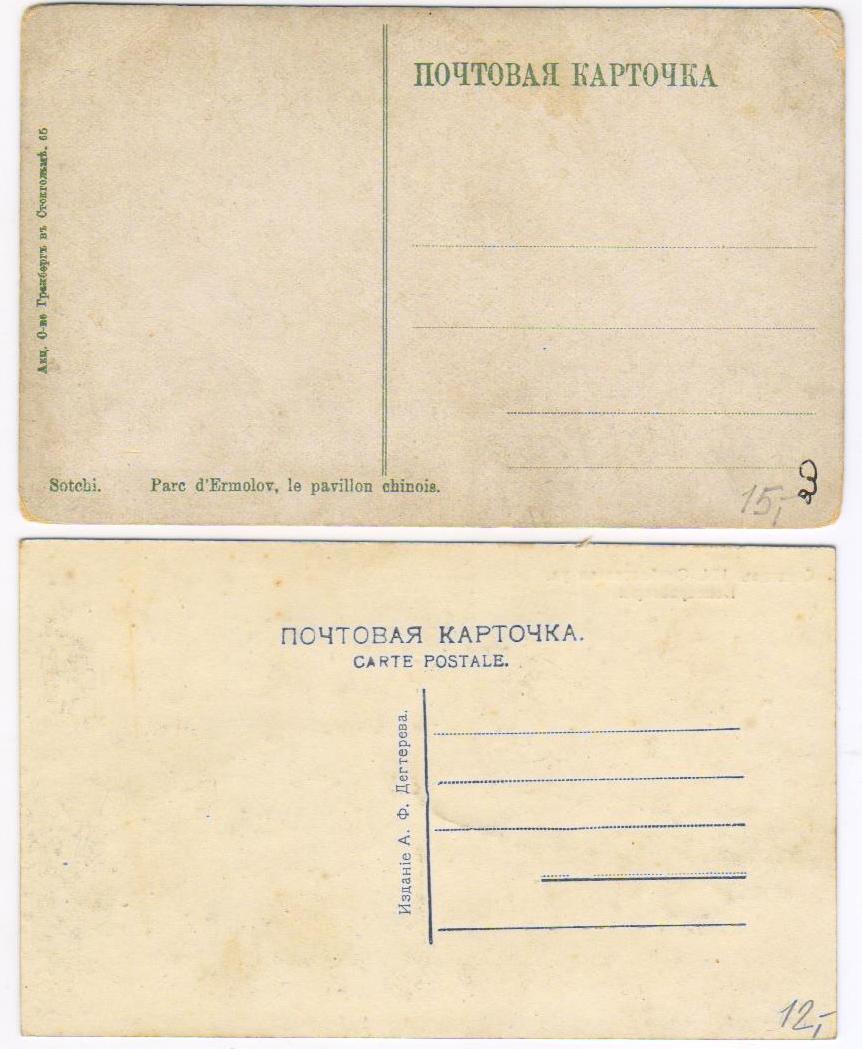 ПОЧТОВАЯ КАРТОЧКА
Акц. О-во Гранбергъ въ Стокгольмѣ. 65
Sotchi. Parc d'Ermolov, le pavillon chinois.
15,-
ПОЧТОВАЯ КАРТОЧКА.
CARTE POSTALE.
Изданіе А. Ф. Дегтерева.
12,-